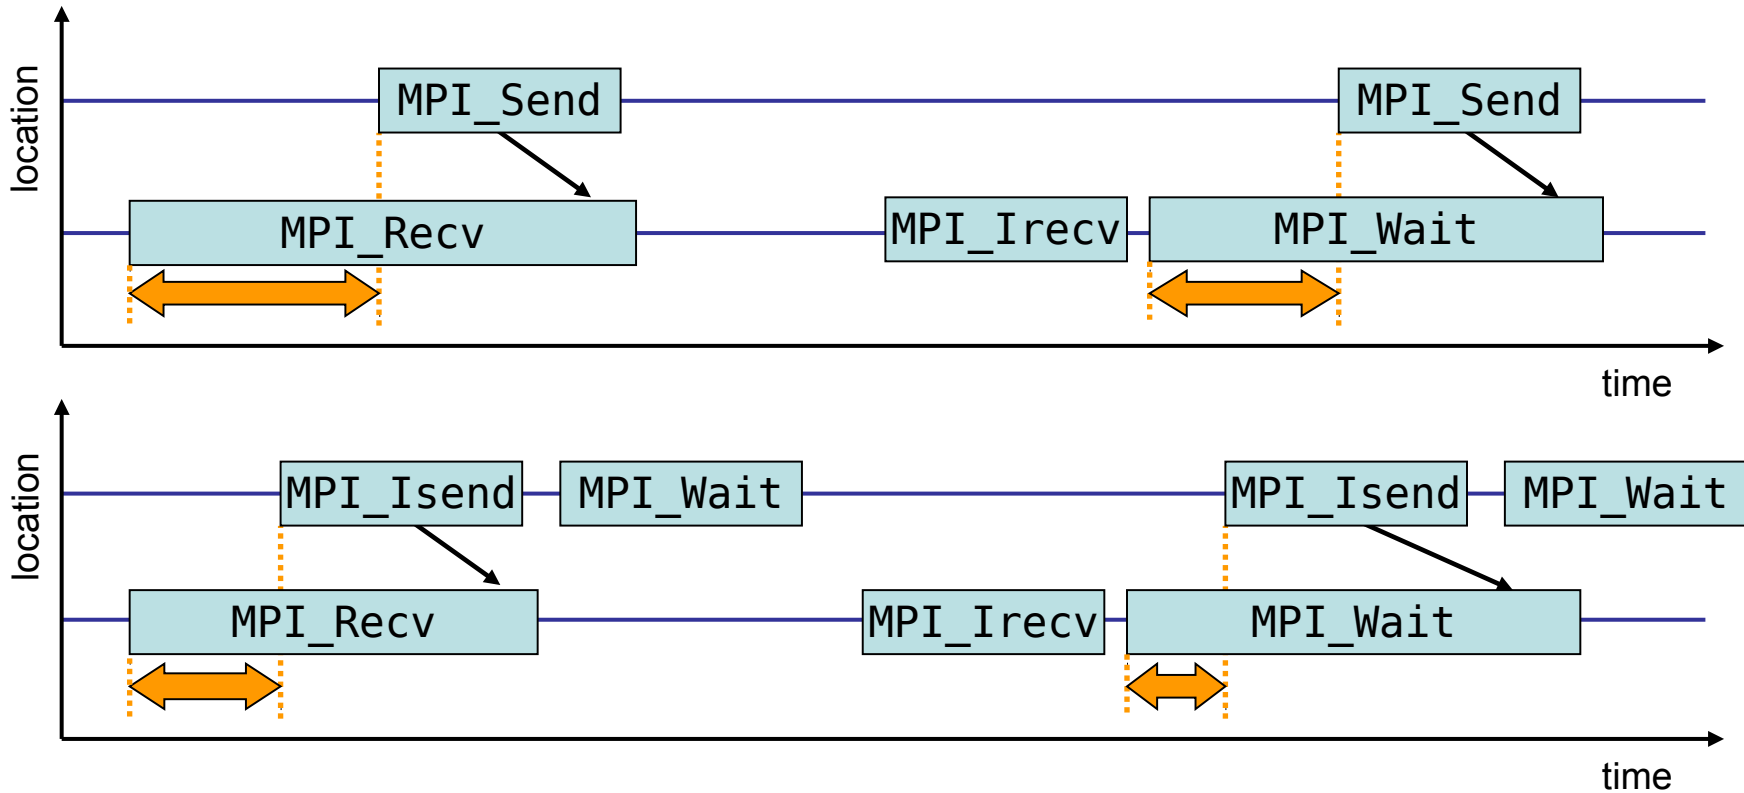 location
MPI_Send
MPI_Send
MPI_Recv
MPI_Irecv
MPI_Wait
time
location
MPI_Isend
MPI_Wait
MPI_Isend
MPI_Wait
MPI_Recv
MPI_Irecv
MPI_Wait
time